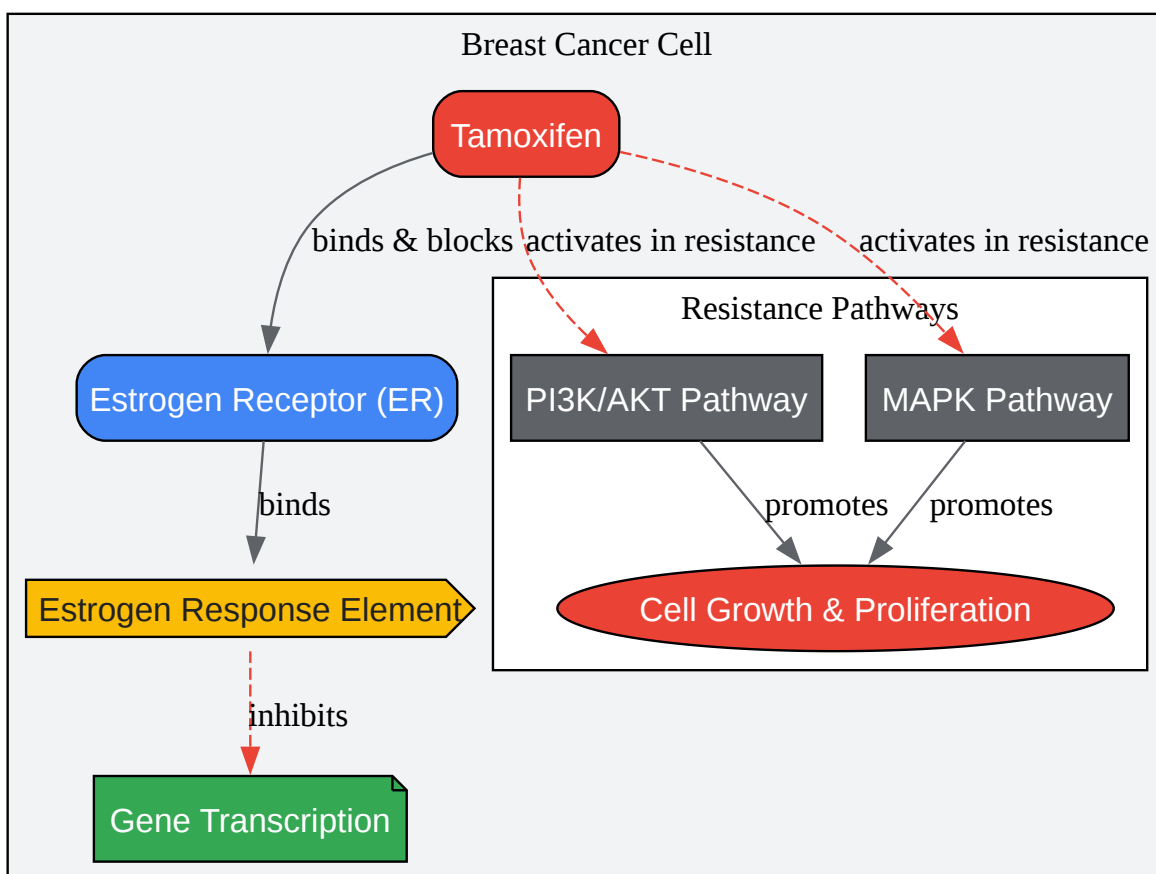 Breast Cancer Cell
Tamoxifen
binds & blocks
activates in resistance
activates in resistance
Resistance Pathways
Estrogen Receptor (ER)
PI3K/AKT Pathway
MAPK Pathway
binds
promotes
promotes
Estrogen Response Element
Cell Growth & Proliferation
inhibits
Gene Transcription